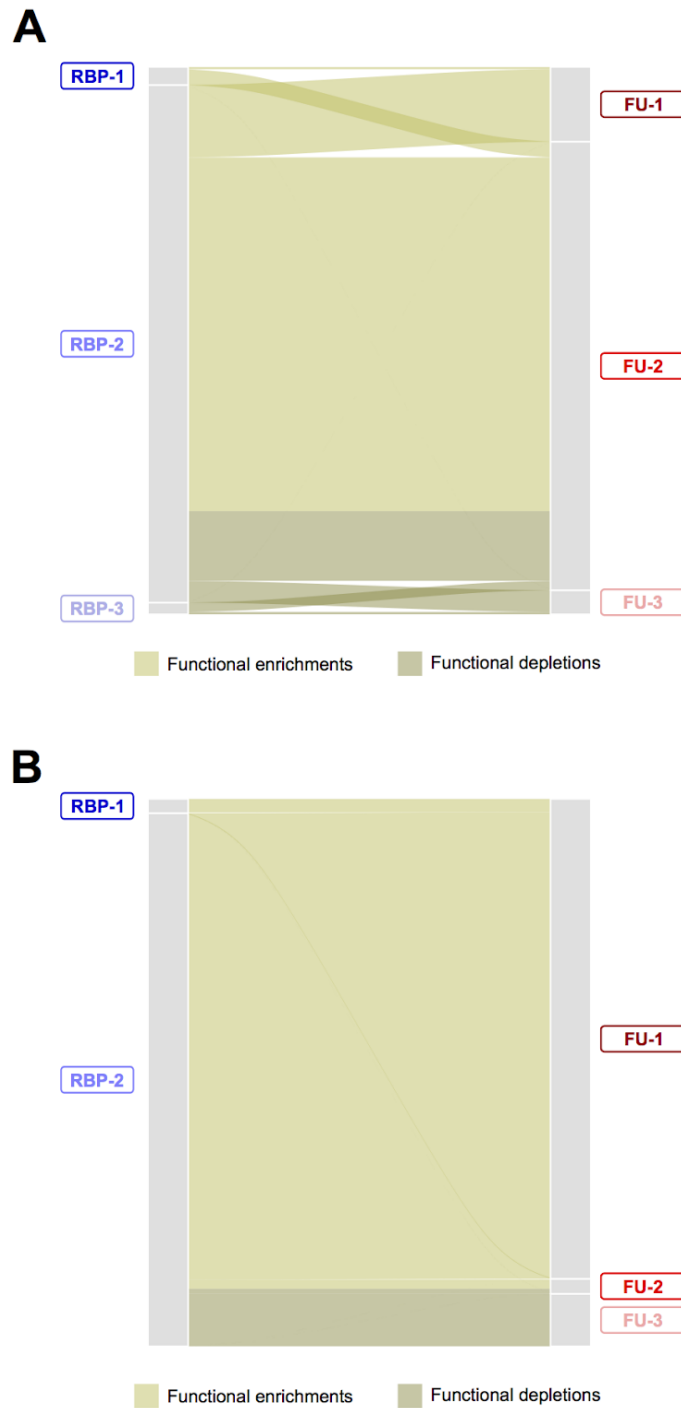 A
RBP-1
FU-1
RBP-2
FU-2
RBP-3
FU-3
Functional enrichments
Functional depletions
B
RBP-1
FU-1
RBP-2
FU-2
FU-3
Functional enrichments
Functional depletions